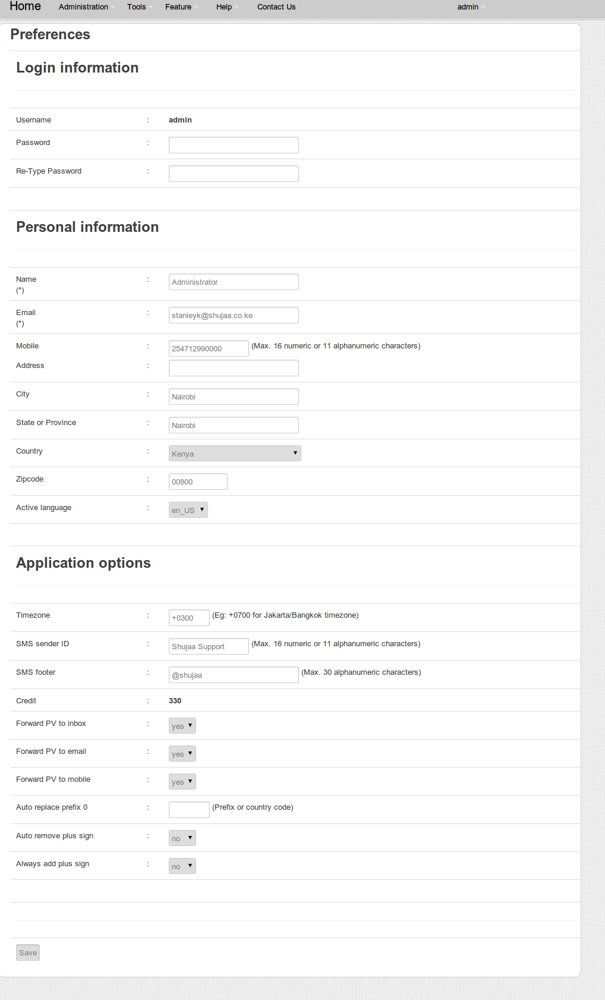 Home Administration Tools Feature Help Contact Us admin
Preferences
Login information
Username : admin
Password :
Re-Type Password :
Personal information
Name : Administrator
(*)
Email : stanleyk@shujaa.co.ke
(*)
Mobile : 254712990000 (Max. 16 numeric or 11 alphanumeric characters)
Address :
City : Nairobi
State or Province : Nairobi
Country : Kenya
Zipcode : 00800
Active language : en_US
Application options
Timezone : +0300 (Eg: +0700 for Jakarta/Bangkok timezone)
SMS sender ID : Shujaa Support (Max. 16 numeric or 11 alphanumeric characters)
SMS footer : @shujaa (Max. 30 alphanumeric characters)
Credit : 330
Forward PV to inbox : yes
Forward PV to email : yes
Forward PV to mobile : yes
Auto replace prefix 0 : (Prefix or country code)
Auto remove plus sign : no
Always add plus sign : no
Save